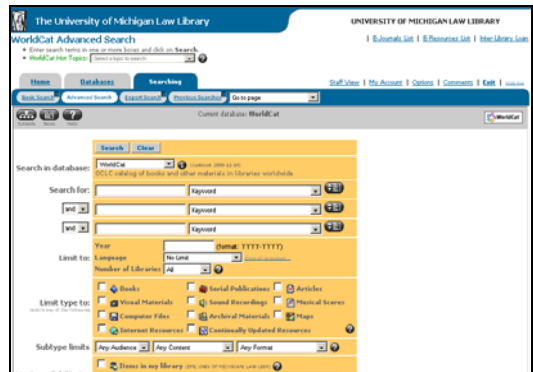 The University of Michigan Law Library
UNIVERSITY OF MICHIGAN LAW LIBRARY
WorldCat Advanced Search
E-Journals List | E-Resources List | Inter Library Loan
Enter search terms in one or more boxes and click on Search.
WorldCat Hot Topics: Select a topic to search
Home Databases Searching
Staff View | My Account | Options | Comments | Exit |
Basic Search Advanced Search Expert Search Previous Searches Go to page
Current database: WorldCat
WorldCat
Search Clear
Search in database: WorldCat
OCLC catalog of books and other materials in libraries worldwide
Search for: Keyword
and Keyword
and Keyword
Year (format: YYYY-YYYY)
Limit to: Language No Limit
Number of Libraries All
Books Serial Publications Articles
Limit type to: Visual Materials Sound Recordings Musical Scores
Computer Files Archival Materials Maps
Internet Resources Continually Updated Resources
Subtype limits Any Audience Any Content Any Format
Items in my library